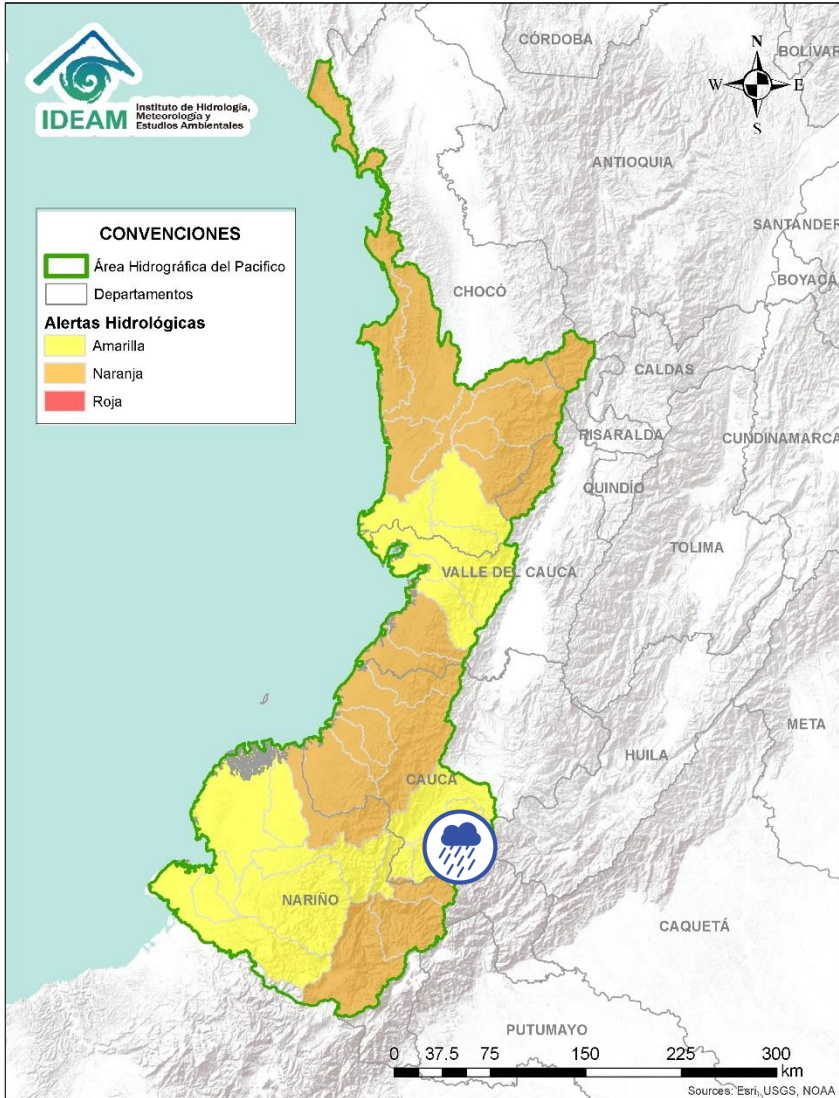 CÓRDOBA
BOLÍVAR
N
W
E
S
IDEAM
Instituto de Hidrología,
Meteorología y
Estudios Ambientales
ANTIOQUIA
SANTANDER
BOYACÁ
CONVENCIONES
Área Hidrográfica del Pacifico
Departamentos
Alertas Hidrológicas
Amarilla
Naranja
Roja
CHOCÓ
CALDAS
RISARALDA
CUNDINAMARCA
QUINDÍO
TOLIMA
VALLE DEL CAUCA
META
HUILA
CAUCA
NARIÑO
CAQUETÁ
PUTUMAYO
0 37.5 75 150 225 300
km
Sources: Esri, USGS, NOAA